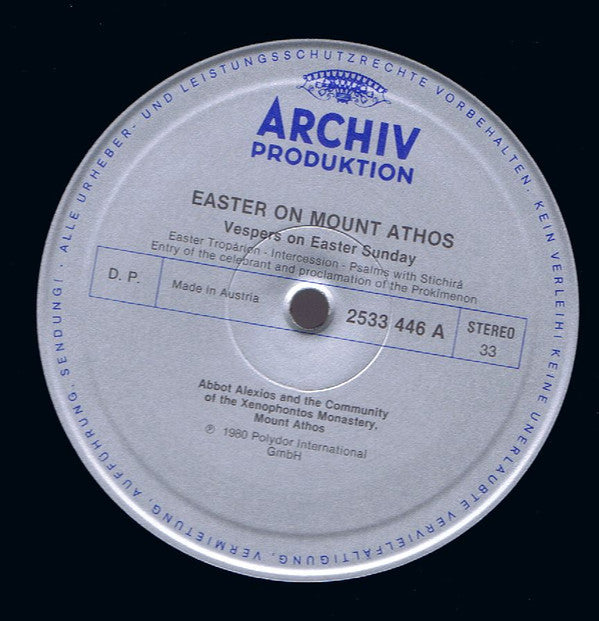 ALLE URHEBER- UND LEISTUNGSSCHUTZRECHTE VORBEHALTEN. KEIN VERLEIH! KEINE UNERLAUBTE VERVIELFÄLTIGUNG, VERMIETUNG, AUFFÜHRUNG, SENDUNG! ·
ARCHIV
PRODUKTION
EASTER ON MOUNT ATHOS
Vespers on Easter Sunday
Easter Tropárion - Intercession - Psalms with Stichirá
Entry of the celebrant and proclamation of the Prokímenon
D. P.
Made in Austria
2533 446 A
STEREO
33
Abbot Alexios and the Community
of the Xenophontos Monastery,
Mount Athos
℗ 1980 Polydor International
GmbH